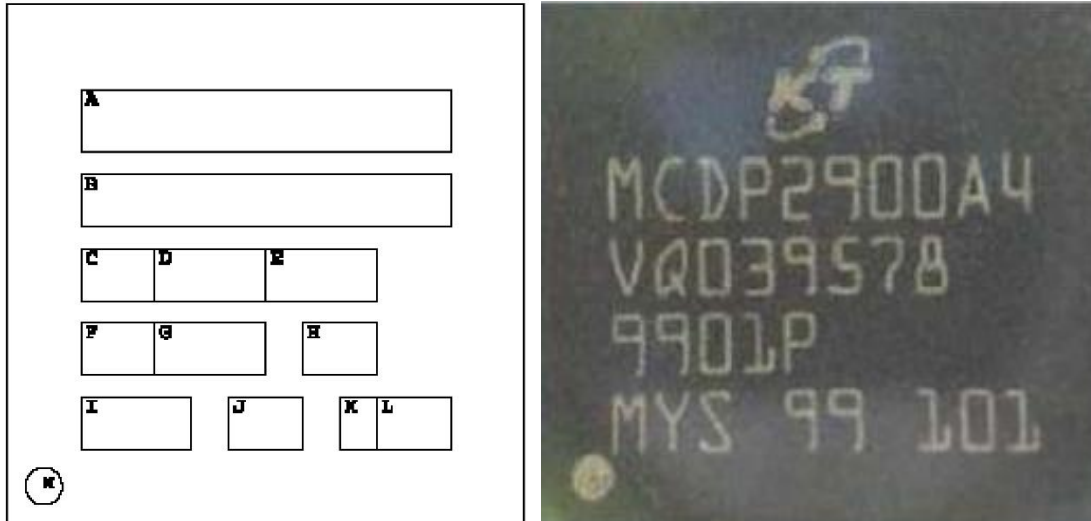 A
B
C D E
F G H
I J K L
M
KT
MCDP2900A4
VQ039578
9901P
MYS 99 101